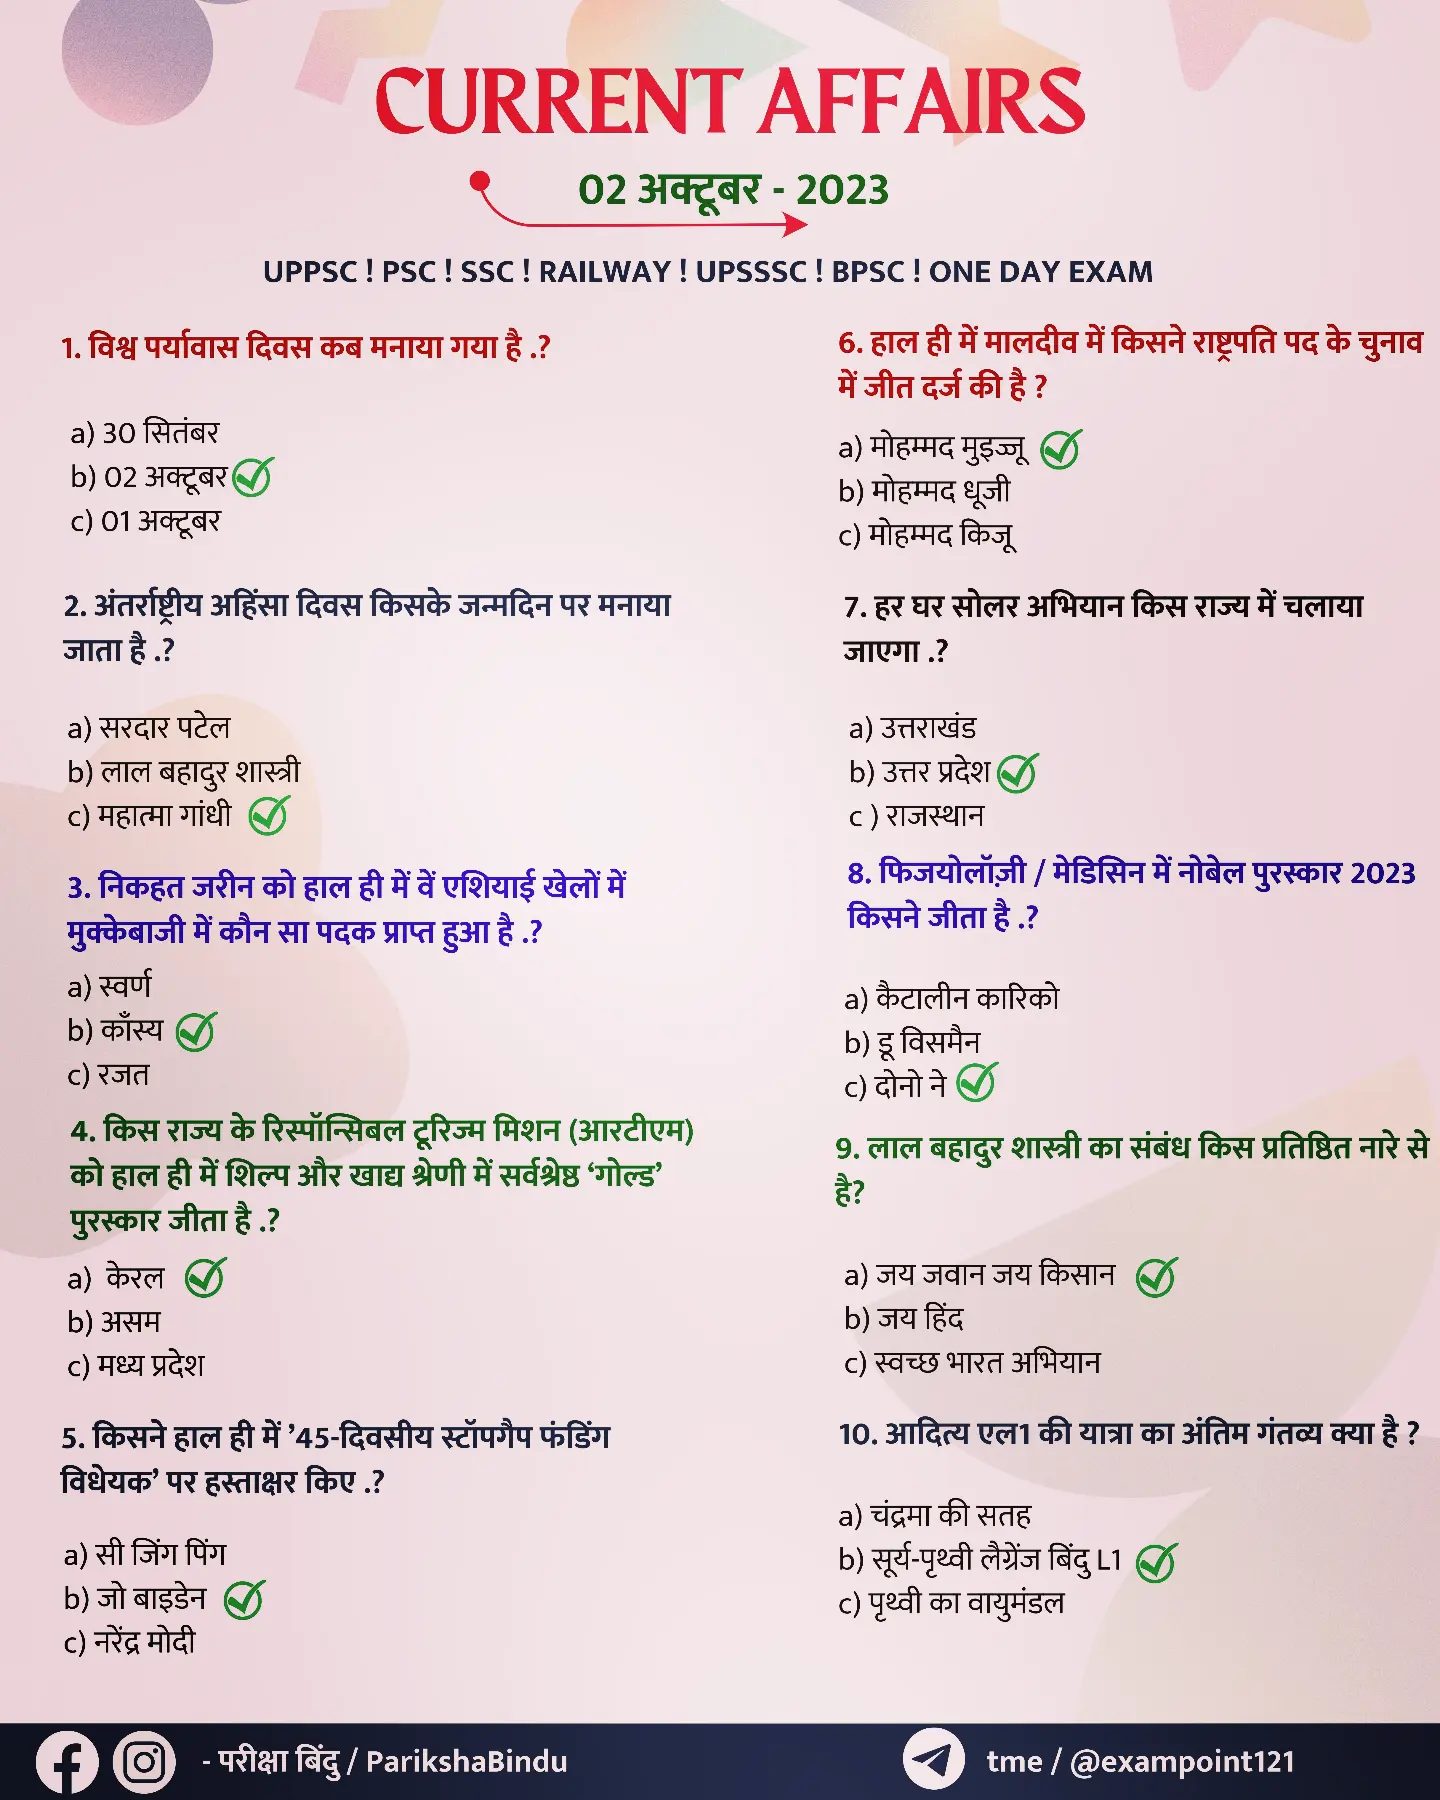 CURRENT AFFAIRS
02 अक्टूबर - 2023
UPPSC ! PSC ! SSC ! RAILWAY ! UPSSSC ! BPSC ! ONE DAY EXAM
1. विश्व पर्यावास दिवस कब मनाया गया है .?
a) 30 सितंबर
b) 02 अक्टूबर
c) 01 अक्टूबर
2. अंतर्राष्ट्रीय अहिंसा दिवस किसके जन्मदिन पर मनाया
जाता है .?
a) सरदार पटेल
b) लाल बहादुर शास्त्री
c) महात्मा गांधी
3. निकहत जरीन को हाल ही में वें एशियाई खेलों में
मुक्केबाजी में कौन सा पदक प्राप्त हुआ है .?
a) स्वर्ण
b) काँस्य
c) रजत
4. किस राज्य के रिस्पॉन्सिबल टूरिज्म मिशन (आरटीएम)
को हाल ही में शिल्प और खाद्य श्रेणी में सर्वश्रेष्ठ ‘गोल्ड’
पुरस्कार जीता है .?
a) केरल
b) असम
c) मध्य प्रदेश
5. किसने हाल ही में ’45-दिवसीय स्टॉपगैप फंडिंग
विधेयक’ पर हस्ताक्षर किए .?
a) सी जिंग पिंग
b) जो बाइडेन
c) नरेंद्र मोदी
6. हाल ही में मालदीव में किसने राष्ट्रपति पद के चुनाव
में जीत दर्ज की है ?
a) मोहम्मद मुइज्जू
b) मोहम्मद धूजी
c) मोहम्मद किजू
7. हर घर सोलर अभियान किस राज्य में चलाया
जाएगा .?
a) उत्तराखंड
b) उत्तर प्रदेश
c ) राजस्थान
8. फिजयोलॉज़ी / मेडिसिन में नोबेल पुरस्कार 2023
किसने जीता है .?
a) कैटालीन कारिको
b) डू विसमैन
c) दोनो ने
9. लाल बहादुर शास्त्री का संबंध किस प्रतिष्ठित नारे से
है?
a) जय जवान जय किसान
b) जय हिंद
c) स्वच्छ भारत अभियान
10. आदित्य एल1 की यात्रा का अंतिम गंतव्य क्या है ?
a) चंद्रमा की सतह
b) सूर्य-पृथ्वी लैग्रेंज बिंदु L1
c) पृथ्वी का वायुमंडल
- परीक्षा बिंदु / ParikshaBindu
tme / @exampoint121